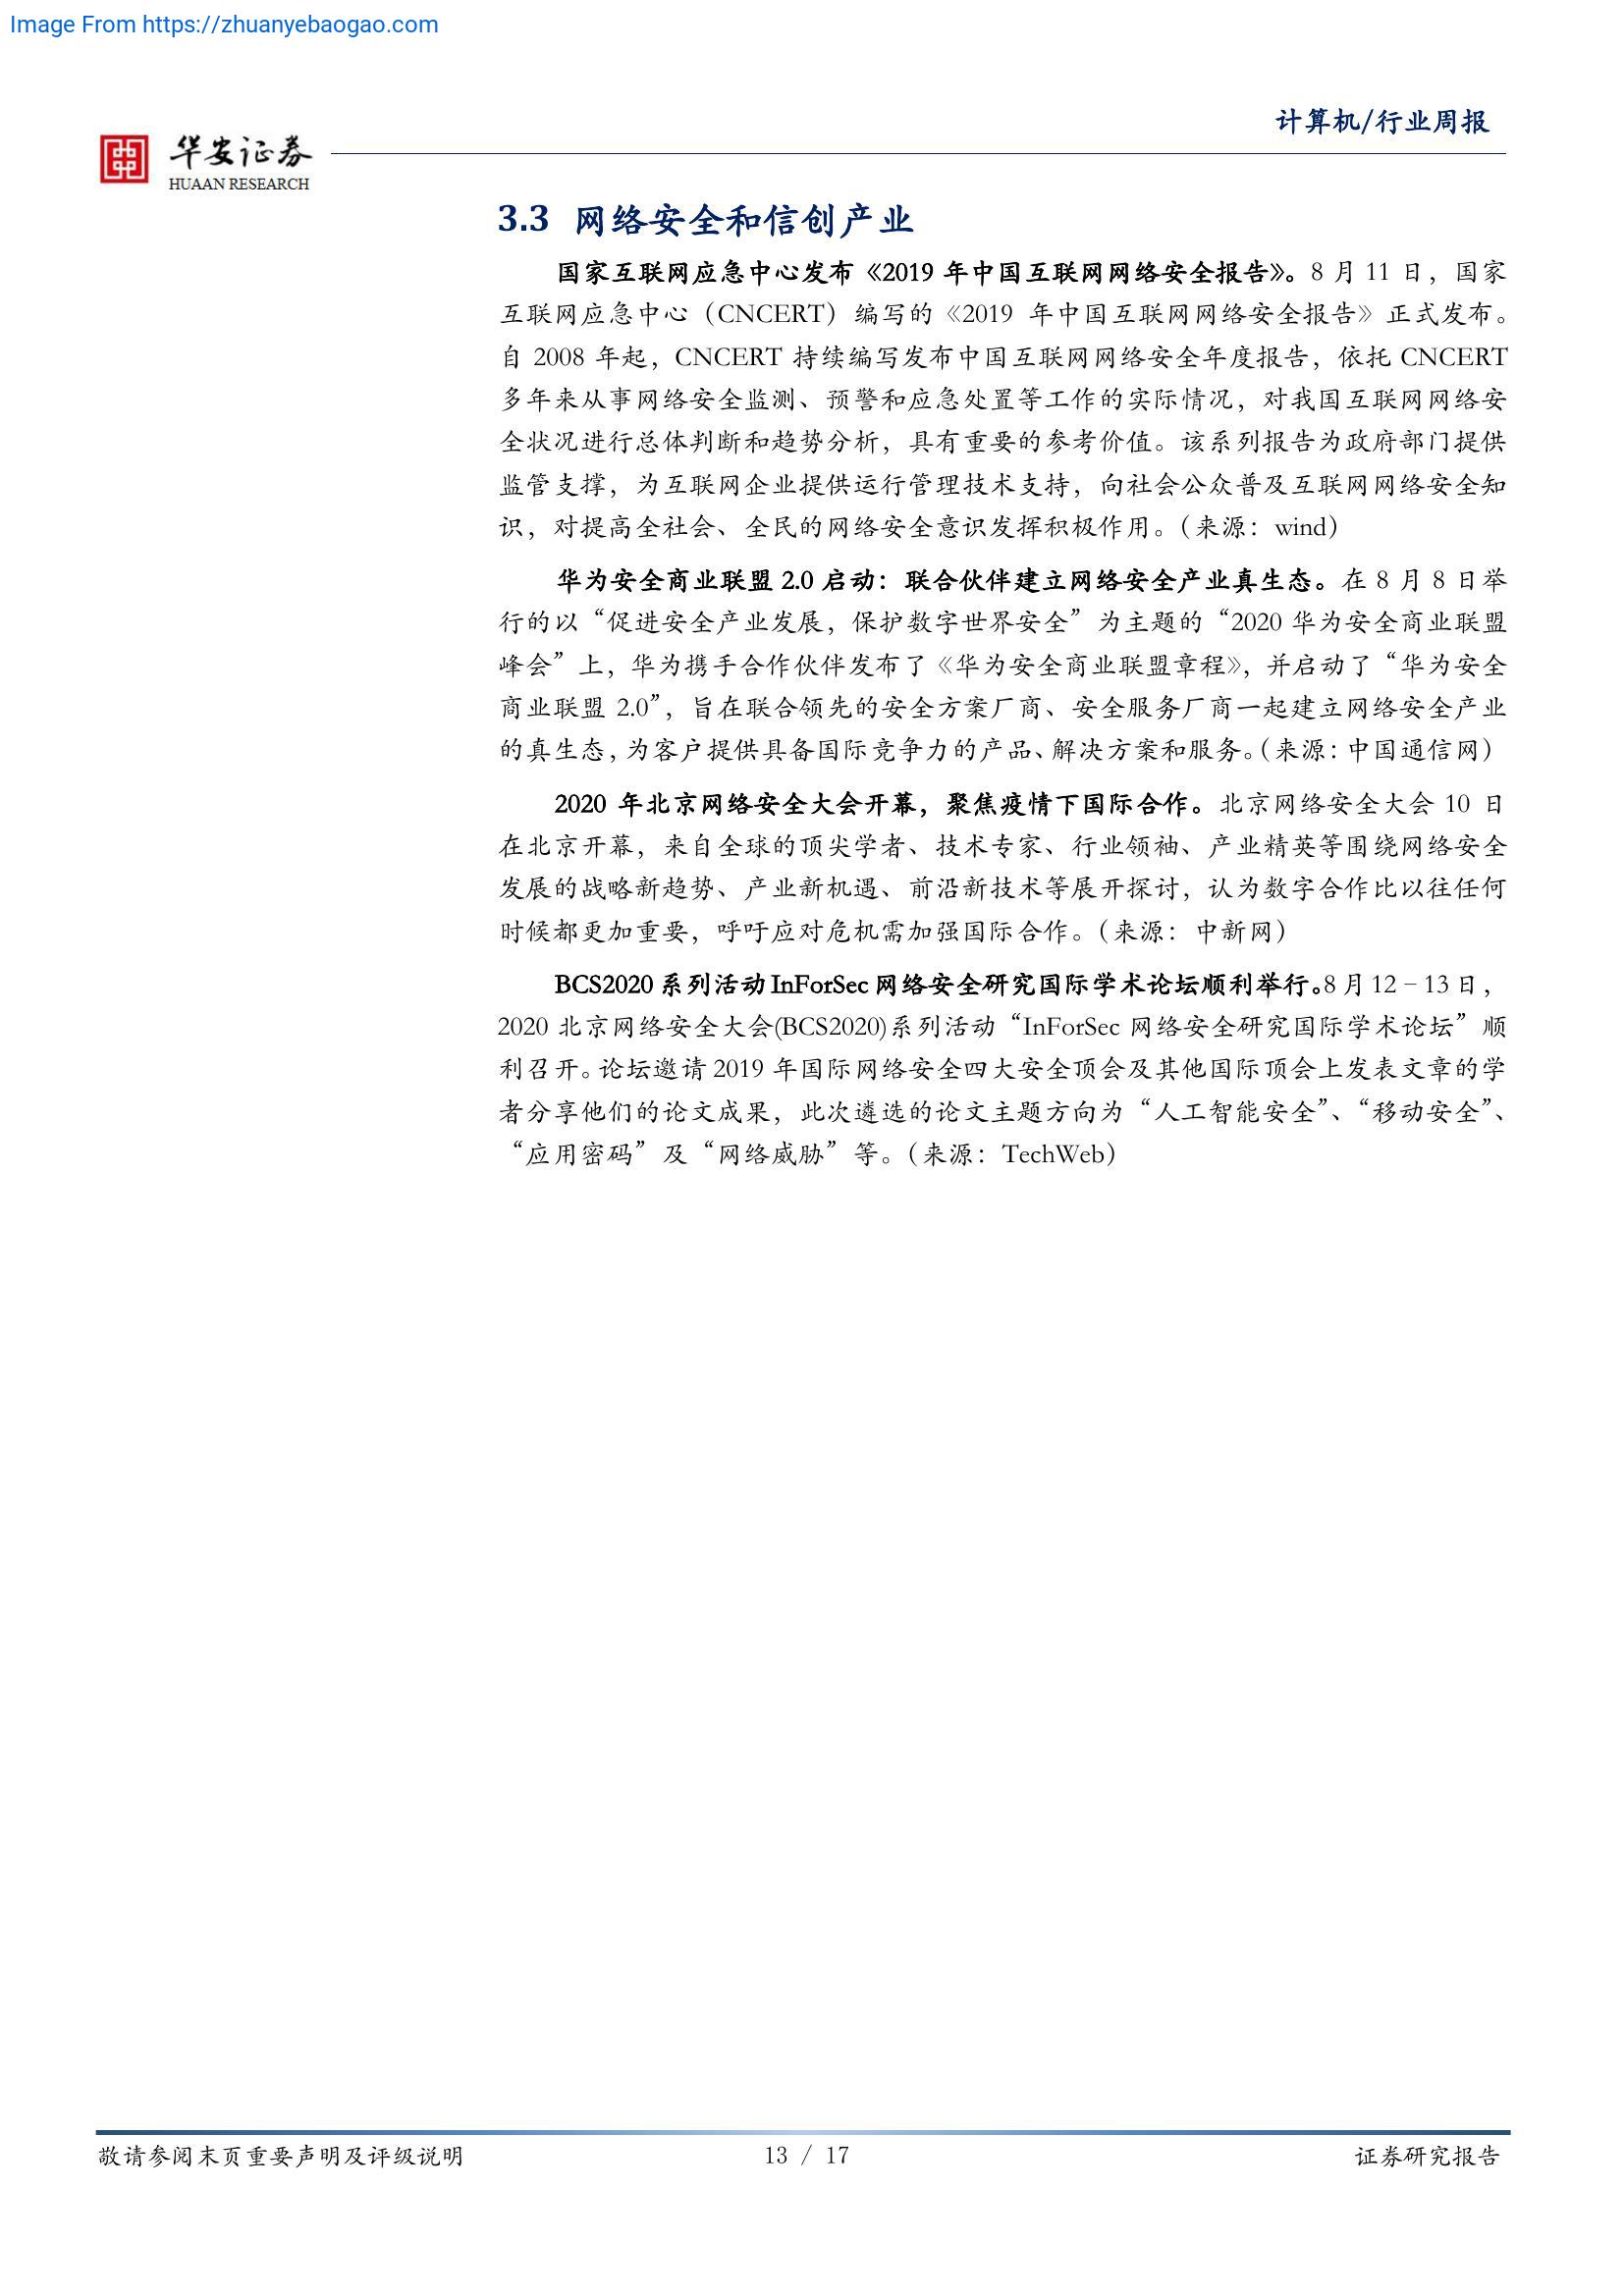 Image From https://zhuanyebaogao.com
计算机/行业周报
华安证券
HUAAN RESEARCH
3.3 网络安全和信创产业
国家互联网应急中心发布《2019 年中国互联网网络安全报告》。8 月 11 日，国家
互联网应急中心（CNCERT）编写的《2019 年中国互联网网络安全报告》正式发布。
自 2008 年起，CNCERT 持续编写发布中国互联网网络安全年度报告，依托 CNCERT
多年来从事网络安全监测、预警和应急处置等工作的实际情况，对我国互联网网络安
全状况进行总体判断和趋势分析，具有重要的参考价值。该系列报告为政府部门提供
监管支撑，为互联网企业提供运行管理技术支持，向社会公众普及互联网网络安全知
识，对提高全社会、全民的网络安全意识发挥积极作用。（来源：wind）
华为安全商业联盟 2.0 启动：联合伙伴建立网络安全产业真生态。在 8 月 8 日举
行的以“促进安全产业发展，保护数字世界安全”为主题的“2020 华为安全商业联盟
峰会”上，华为携手合作伙伴发布了《华为安全商业联盟章程》，并启动了“华为安全
商业联盟 2.0”，旨在联合领先的安全方案厂商、安全服务厂商一起建立网络安全产业
的真生态，为客户提供具备国际竞争力的产品、解决方案和服务。（来源：中国通信网）
2020 年北京网络安全大会开幕，聚焦疫情下国际合作。北京网络安全大会 10 日
在北京开幕，来自全球的顶尖学者、技术专家、行业领袖、产业精英等围绕网络安全
发展的战略新趋势、产业新机遇、前沿新技术等展开探讨，认为数字合作比以往任何
时候都更加重要，呼吁应对危机需加强国际合作。（来源：中新网）
BCS2020 系列活动 InForSec 网络安全研究国际学术论坛顺利举行。8 月 12－13 日，
2020 北京网络安全大会(BCS2020)系列活动“InForSec 网络安全研究国际学术论坛”顺
利召开。论坛邀请 2019 年国际网络安全四大安全顶会及其他国际顶会上发表文章的学
者分享他们的论文成果，此次遴选的论文主题方向为“人工智能安全”、“移动安全”、
“应用密码”及“网络威胁”等。（来源：TechWeb）
敬请参阅末页重要声明及评级说明
13 / 17
证券研究报告